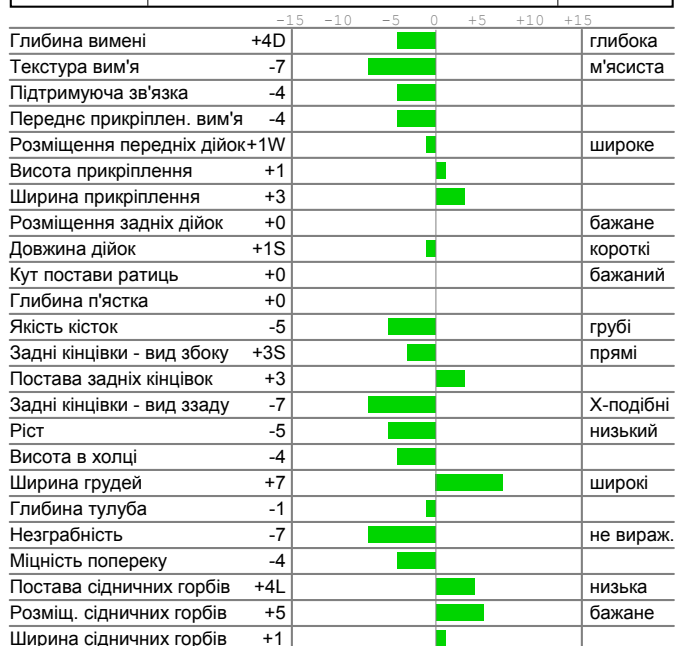 -15 -10 -5 0 +5 +10 +15
Глибина вимені +4D глибока
Текстура вим'я -7 м'ясиста
Підтримуюча зв'язка -4
Переднє прикріплен. вим'я -4
Розміщення передніх дійок+1W широке
Висота прикріплення +1
Ширина прикріплення +3
Розміщення задніх дійок +0 бажане
Довжина дійок +1S короткі
Кут постави ратиць +0 бажаний
Глибина п'ястка +0
Якість кісток -5 грубі
Задні кінцівки - вид збоку +3S прямі
Постава задніх кінцівок +3
Задні кінцівки - вид ззаду -7 Х-подібні
Ріст -5 низький
Висота в холці -4
Ширина грудей +7 широкі
Глибина тулуба -1
Незграбність -7 не вираж.
Міцність попереку -4
Постава сідничних горбів +4L низька
Розміщ. сідничних горбів +5 бажане
Ширина сідничних горбів +1